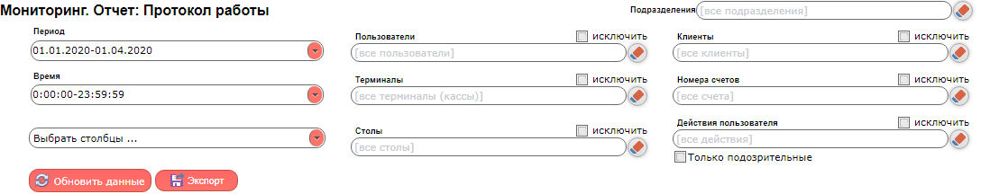 Мониторинг. Отчет: Протокол работы
Подразделения [все подразделения]
Период
01.01.2020-01.04.2020
Время
0:00:00-23:59:59
Выбрать столбцы ...
Обновить данные Экспорт
Пользователи исключить
[все пользователи]
Терминалы исключить
[все терминалы (кассы)]
Столы исключить
[все столы]
Клиенты исключить
[все клиенты]
Номера счетов исключить
[все счета]
Действия пользователя исключить
[все действия]
Только подозрительные